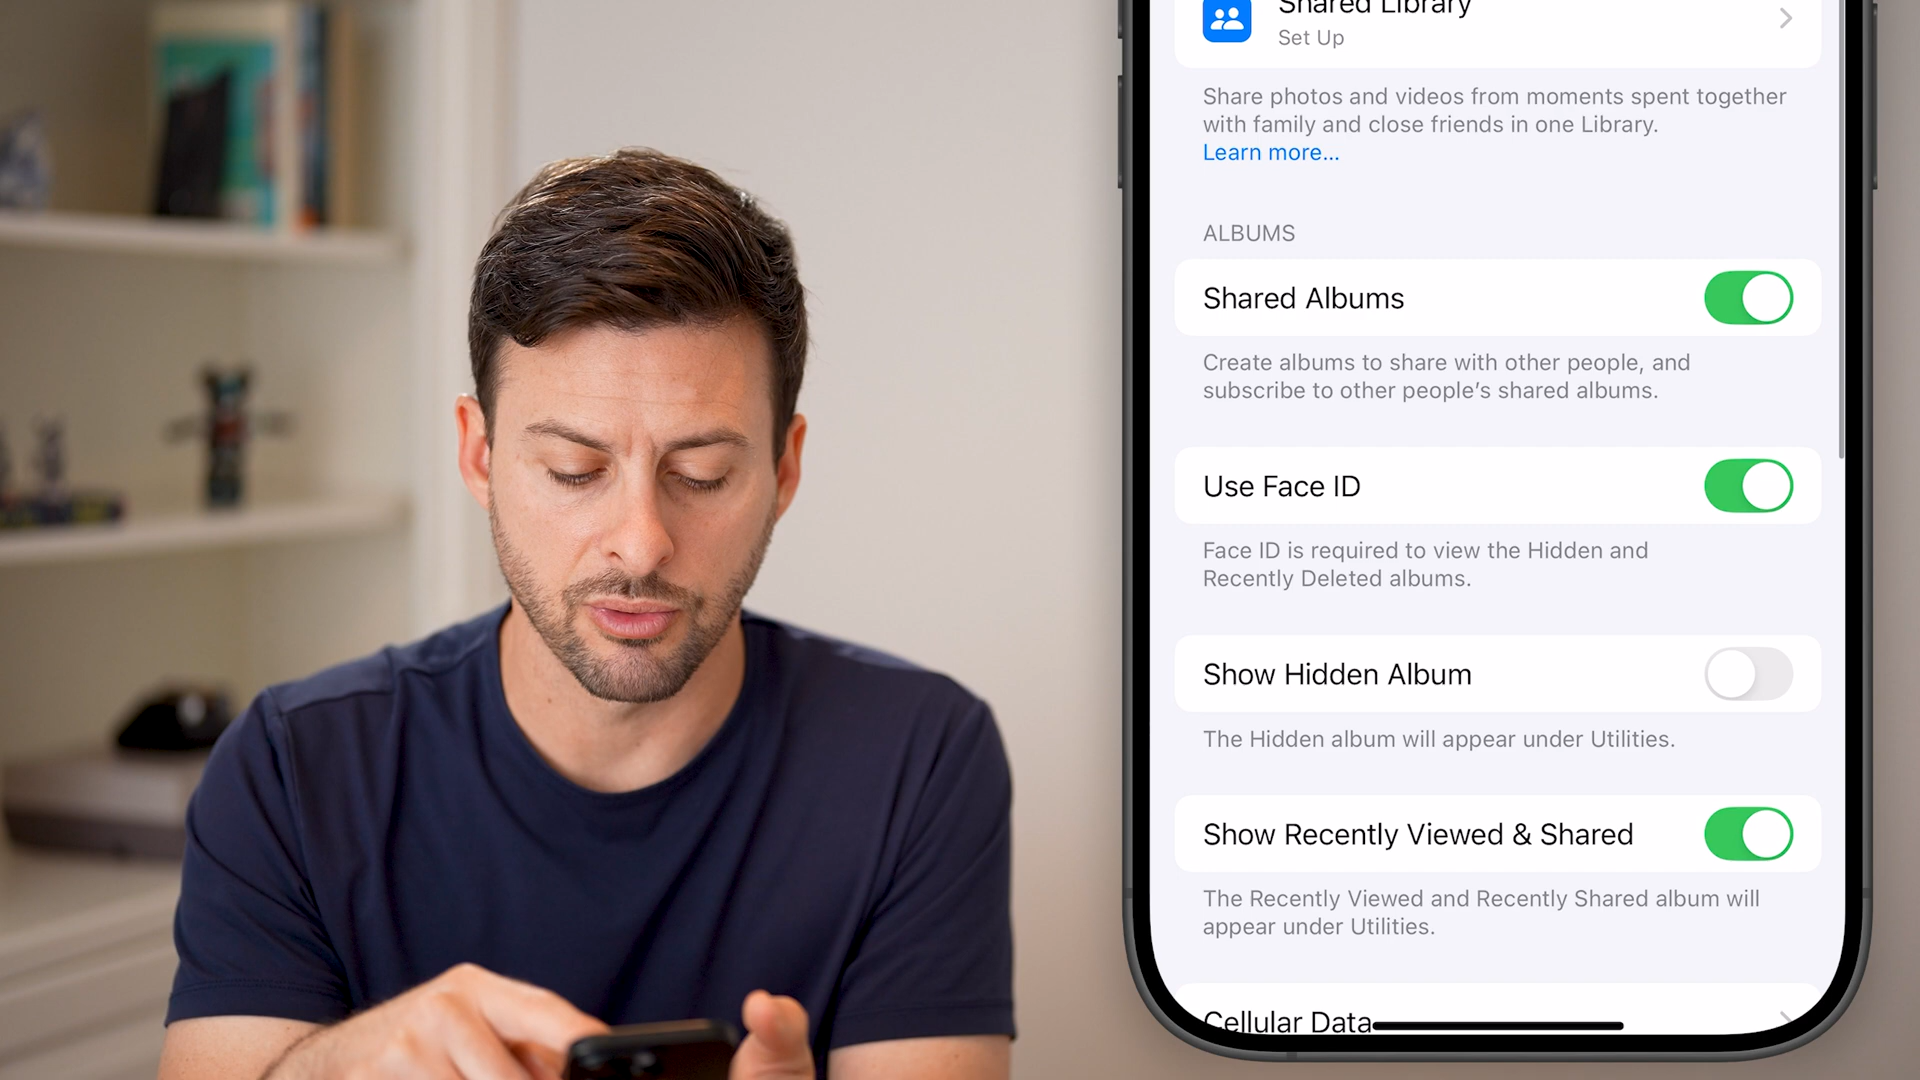 Shared Library
Set Up
Share photos and videos from moments spent together
with family and close friends in one Library.
Learn more...
ALBUMS
Shared Albums
Create albums to share with other people, and
subscribe to other people's shared albums.
Use Face ID
Face ID is required to view the Hidden and
Recently Deleted albums.
Show Hidden Album
The Hidden album will appear under Utilities.
Show Recently Viewed & Shared
The Recently Viewed and Recently Shared album will
appear under Utilities.
Cellular Data